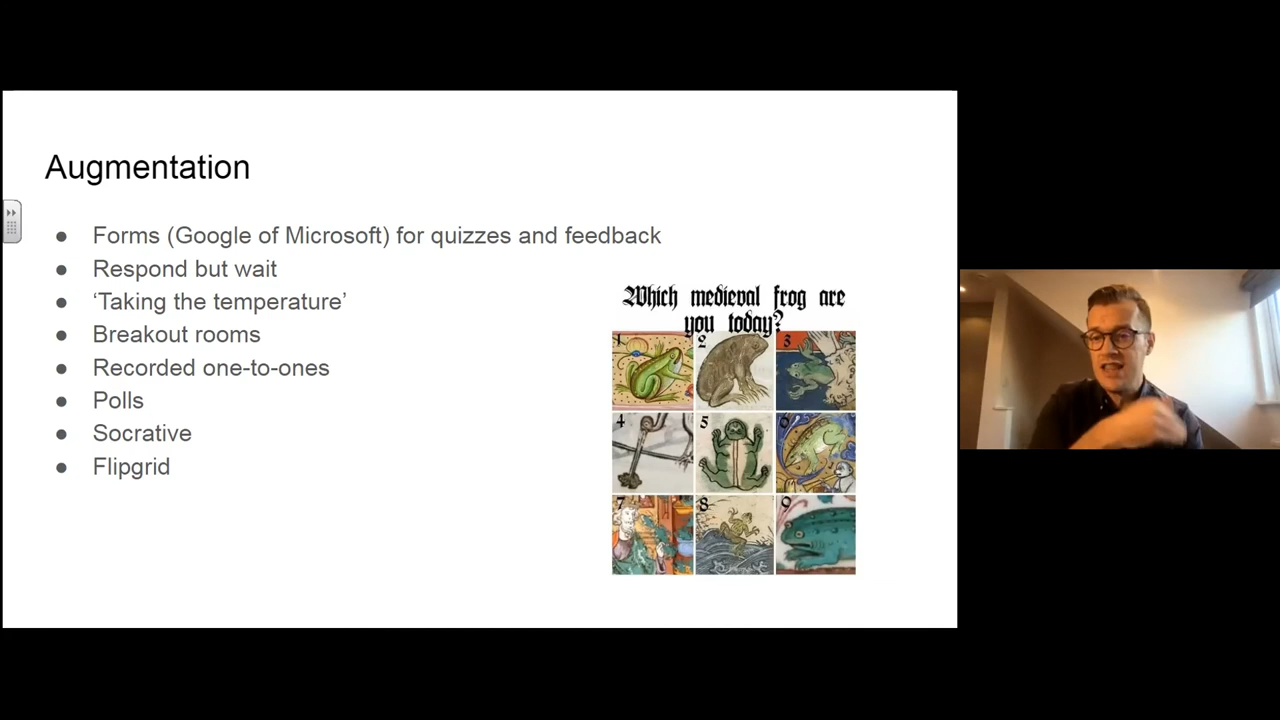 Augmentation
Forms (Google of Microsoft) for quizzes and feedback
Respond but wait
‘Taking the temperature’
Breakout rooms
Recorded one-to-ones
Polls
Socrative
Flipgrid
Which medieval frog are
you today?
1 2 3
4 5 6
7 8 9